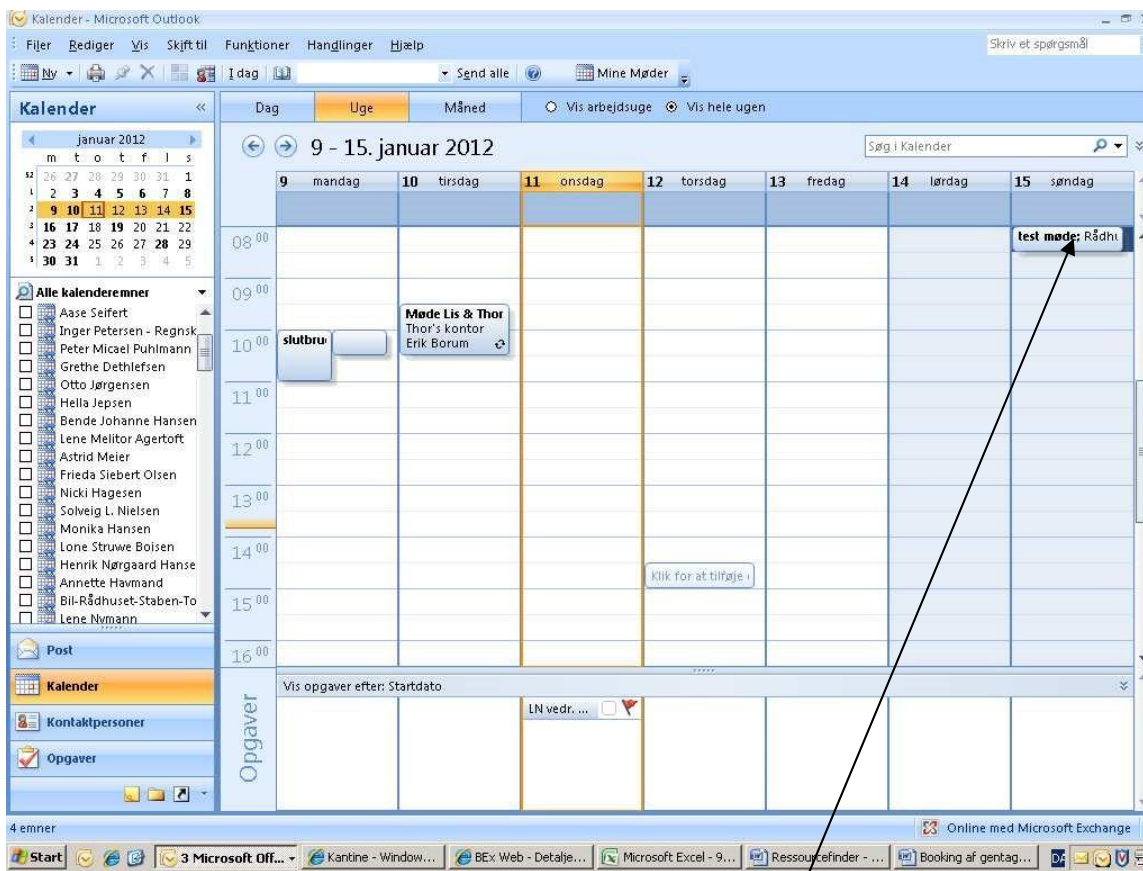 Kalender - Microsoft Outlook
Filer Rediger Vis Skift til Funktioner Handlinger Hjælp Skriv et spørgsmål
Ny I dag Send alle Mine Møder
Kalender «
Dag Uge Måned Vis arbejdsuge Vis hele ugen
januar 2012
m t o t f l s
52 26 27 28 29 30 31 1
1 2 3 4 5 6 7 8
2 9 10 11 12 13 14 15
3 16 17 18 19 20 21 22
4 23 24 25 26 27 28 29
5 30 31 1 2 3 4 5
9 - 15. januar 2012 Søg i Kalender
9 mandag 10 tirsdag 11 onsdag 12 torsdag 13 fredag 14 lørdag 15 søndag
Alle kalenderemner
Aase Seifert
Inger Petersen - Regnsk
Peter Micael Puhlmann
Grethe Dethlefsen
Otto Jørgensen
Hella Jepsen
Bende Johanne Hansen
Lene Melitor Agertoft
Astrid Meier
Frieda Siebert Olsen
Nicki Hagesen
Solveig L. Nielsen
Monika Hansen
Lone Struwe Boisen
Henrik Nørgaard Hanse
Annette Havmand
Bil-Rådhuset-Staben-To
Lene Nymann
08 00
test møde; Rådhu
09 00
Møde Lis & Thor
Thor's kontor
Erik Borum
10 00
slutbru
11 00
12 00
13 00
14 00
Klik for at tilføje
15 00
16 00
Post
Kalender
Kontaktpersoner
Opgaver
Vis opgaver efter: Startdato
Opgaver
LN vedr. ...
4 emner Online med Microsoft Exchange
Start 3 Microsoft Off... Kantine - Window... BEx Web - Detalje... Microsoft Excel - 9... Ressourcefinder - ... Booking af gentag... DA